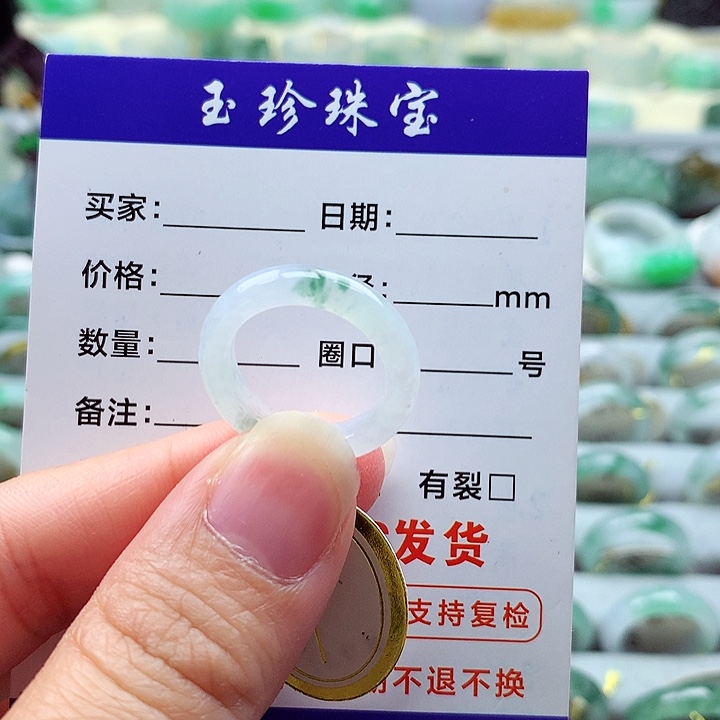 玉珍珠宝
买家： 日期：
价格： 径： mm
数量： 圈口 号
备注：
有裂□
发货
支持复检
不退不换